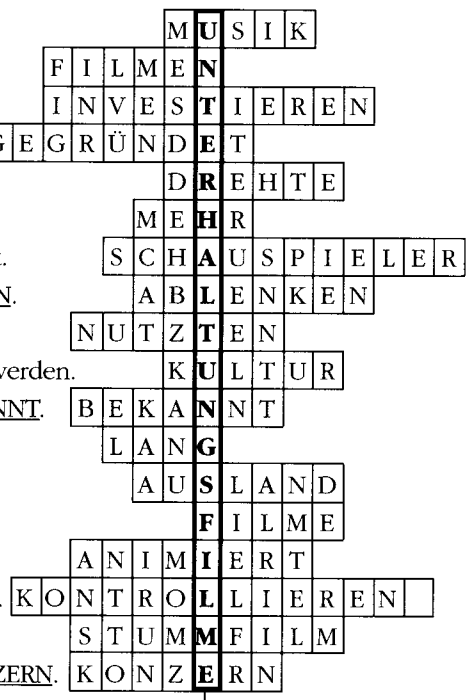 MUSIK
FILMEN
INVESTIEREN
GEGRÜNDET
DREHTE
MEHR
. SCHAUSPIELER
N. ABLENKEN
NUTZTEN
werden. KULTUR
NNT. BEKANNT
LANG
AUSLAND
FILME
ANIMIERT
. KONTROLLIEREN
STUMMFILM
ZERN. KONZERN